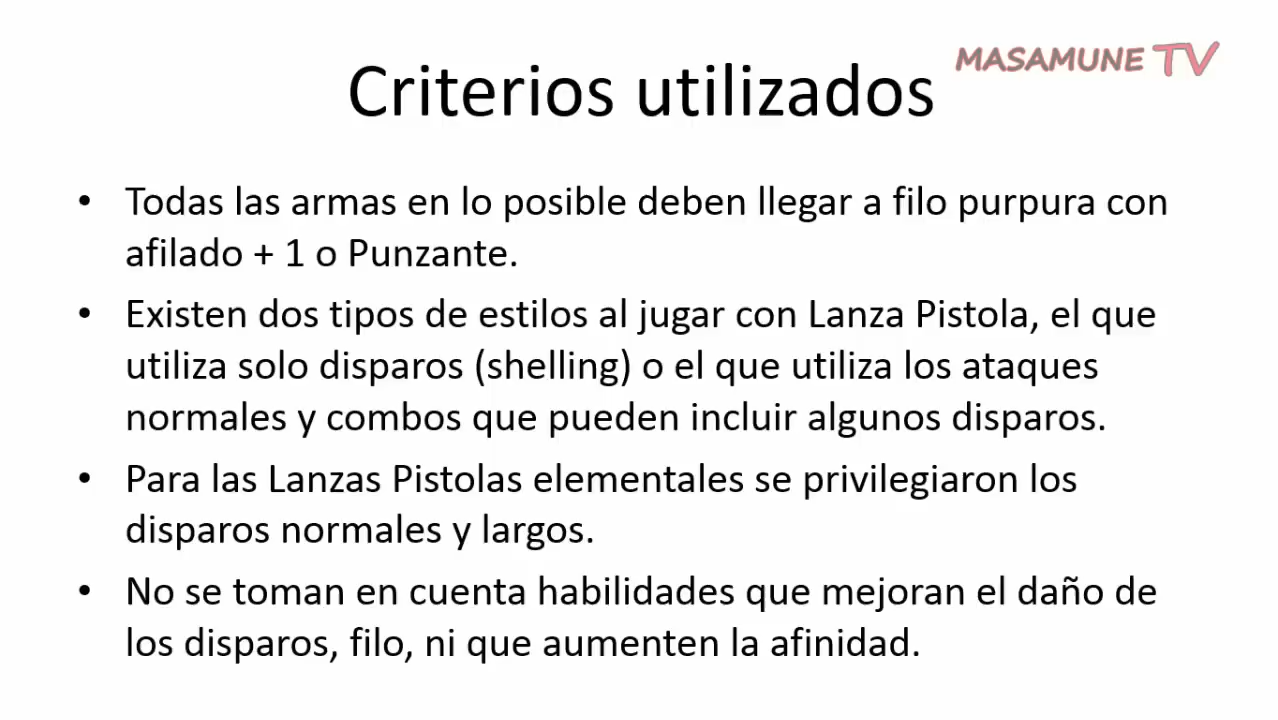 MASAMUNE TV
Criterios utilizados
• Todas las armas en lo posible deben llegar a filo purpura con
afilado + 1 o Punzante.
• Existen dos tipos de estilos al jugar con Lanza Pistola, el que
utiliza solo disparos (shelling) o el que utiliza los ataques
normales y combos que pueden incluir algunos disparos.
• Para las Lanzas Pistolas elementales se privilegiaron los
disparos normales y largos.
• No se toman en cuenta habilidades que mejoran el daño de
los disparos, filo, ni que aumenten la afinidad.